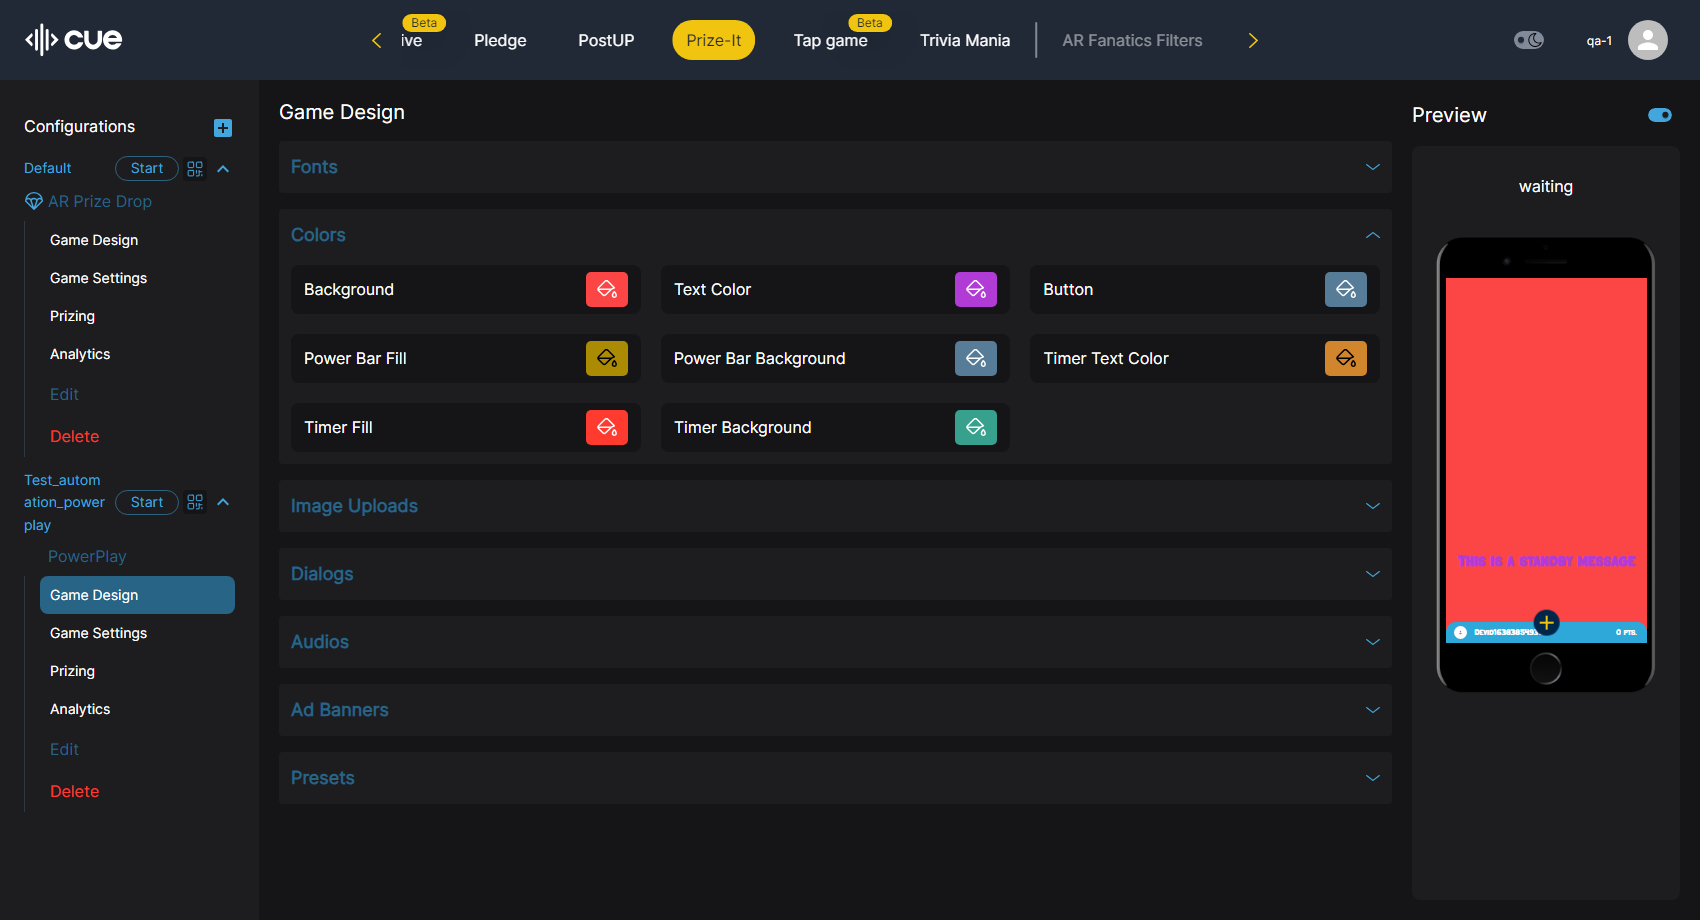 cue
Beta
Beta
ive
Pledge
PostUP
Prize-It
Tap game
Trivia Mania
AR Fanatics Filters
qa-1
Configurations
Default
Start
AR Prize Drop
Game Design
Game Settings
Prizing
Analytics
Edit
Delete
Test_autom
ation_power
play
Start
PowerPlay
Game Design
Game Settings
Prizing
Analytics
Edit
Delete
Game Design
Fonts
Colors
Background
Text Color
Button
Power Bar Fill
Power Bar Background
Timer Text Color
Timer Fill
Timer Background
Image Uploads
Dialogs
Audios
Ad Banners
Presets
Preview
waiting
This is a standby message
0 pts.